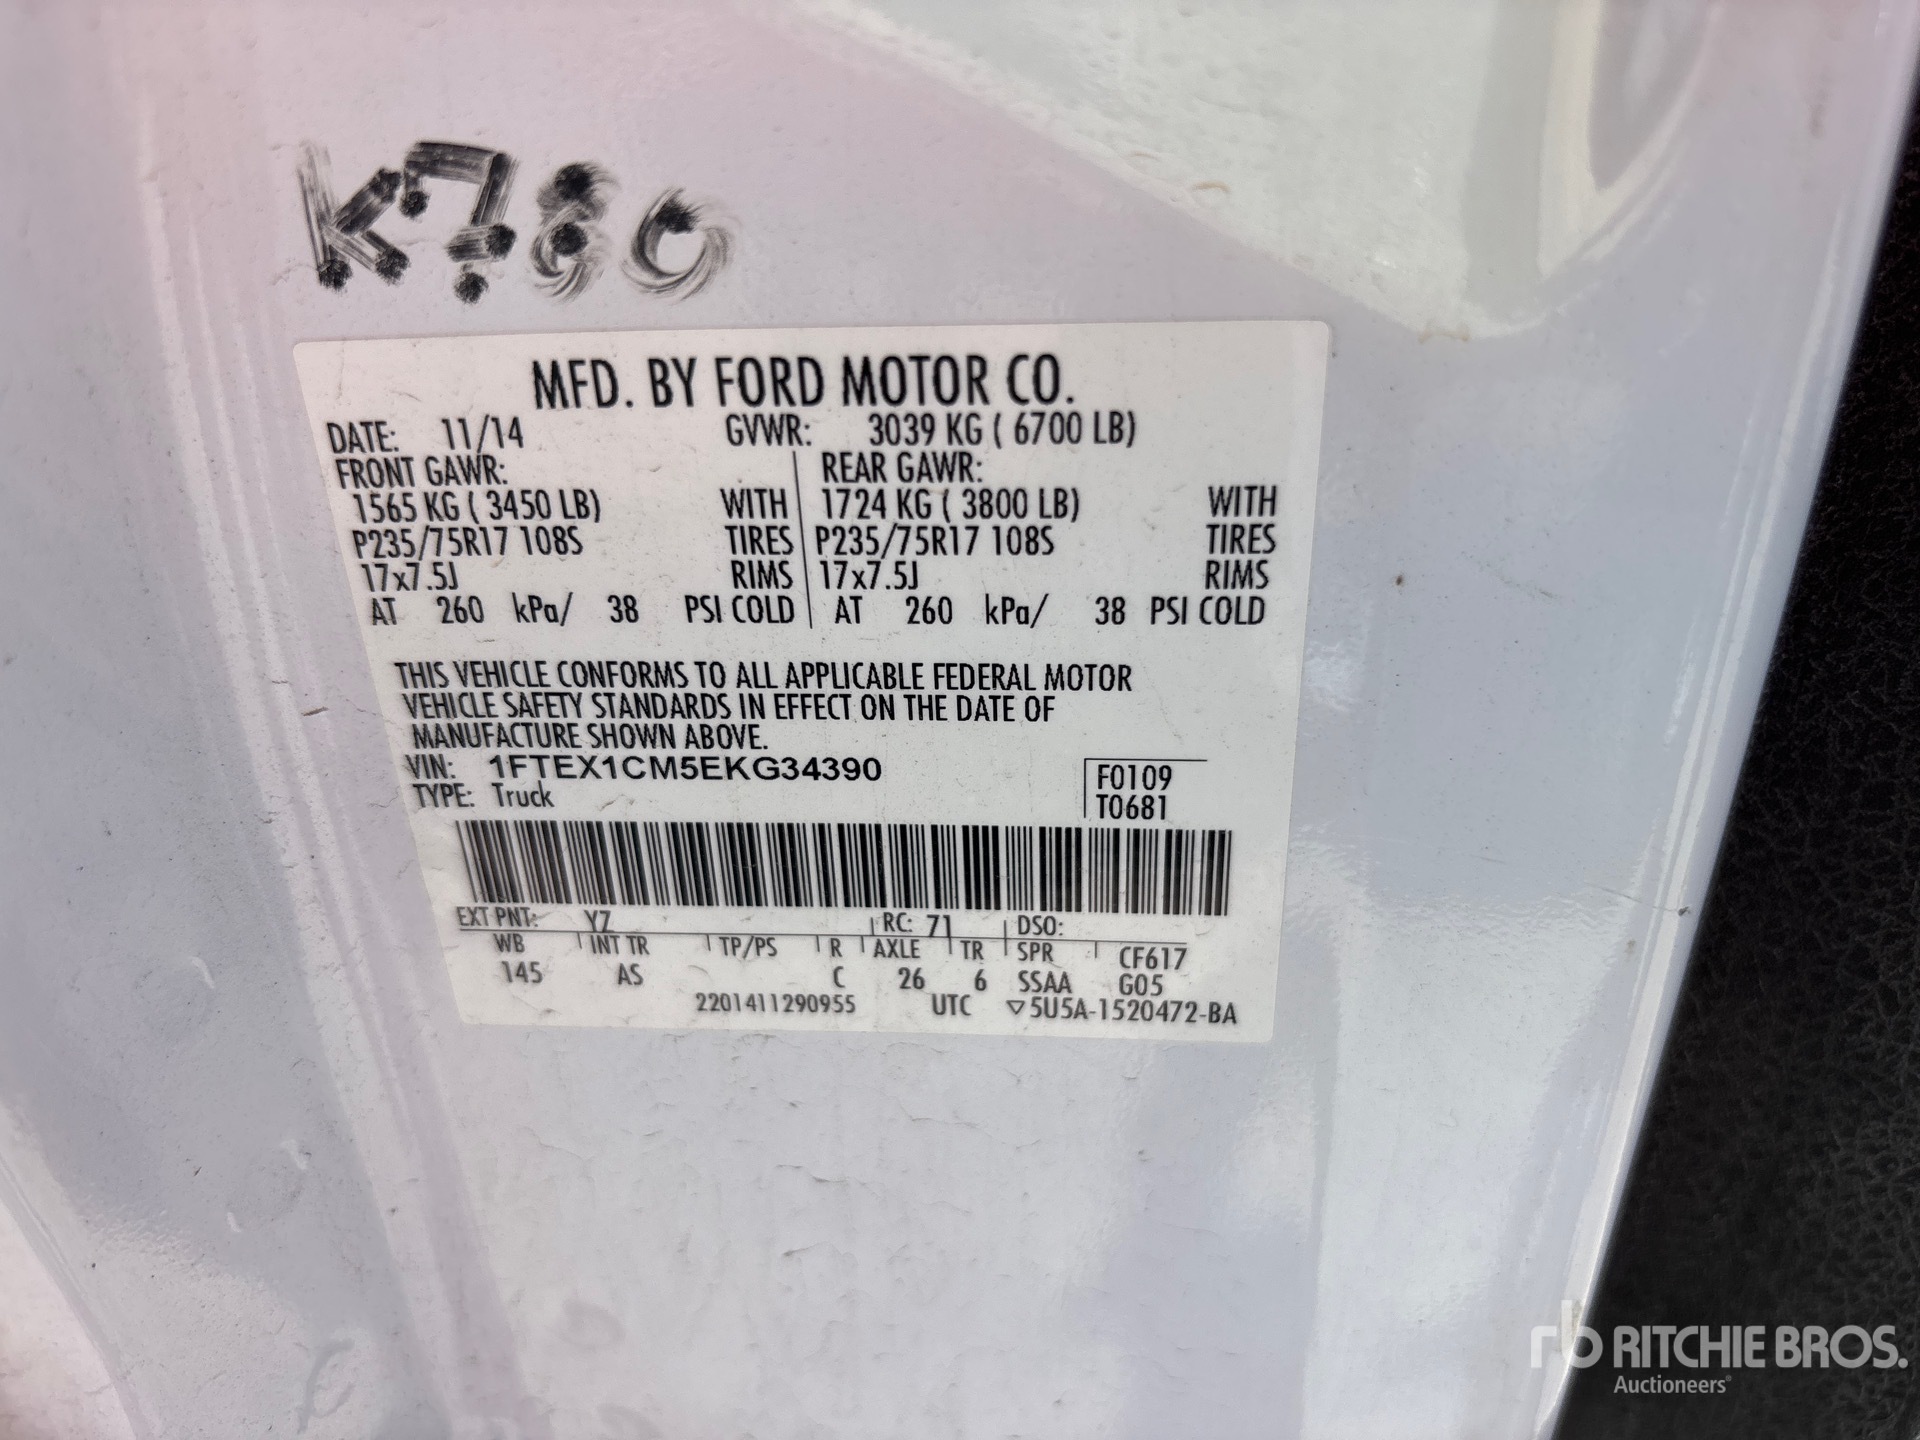 K780
MFD. BY FORD MOTOR CO.
DATE: 11/14 GVWR: 3039 KG ( 6700 LB)
FRONT GAWR: REAR GAWR:
1565 KG ( 3450 LB) WITH 1724 KG ( 3800 LB) WITH
P235/75R17 108S TIRES P235/75R17 108S TIRES
17x7.5J RIMS 17x7.5J RIMS
AT 260 kPa/ 38 PSI COLD AT 260 kPa/ 38 PSI COLD
THIS VEHICLE CONFORMS TO ALL APPLICABLE FEDERAL MOTOR
VEHICLE SAFETY STANDARDS IN EFFECT ON THE DATE OF
MANUFACTURE SHOWN ABOVE.
VIN: 1FTEX1CM5EKG34390 F0109
TYPE: Truck T0681
EXT PNT: YZ RC: 71 DSO:
WB INT TR TP/PS R AXLE TR SPR CF617
145 AS C 26 6 SSAA G05
2201411290955 UTC ▽5U5A-1520472-BA
rb RITCHIE BROS.
Auctioneers®